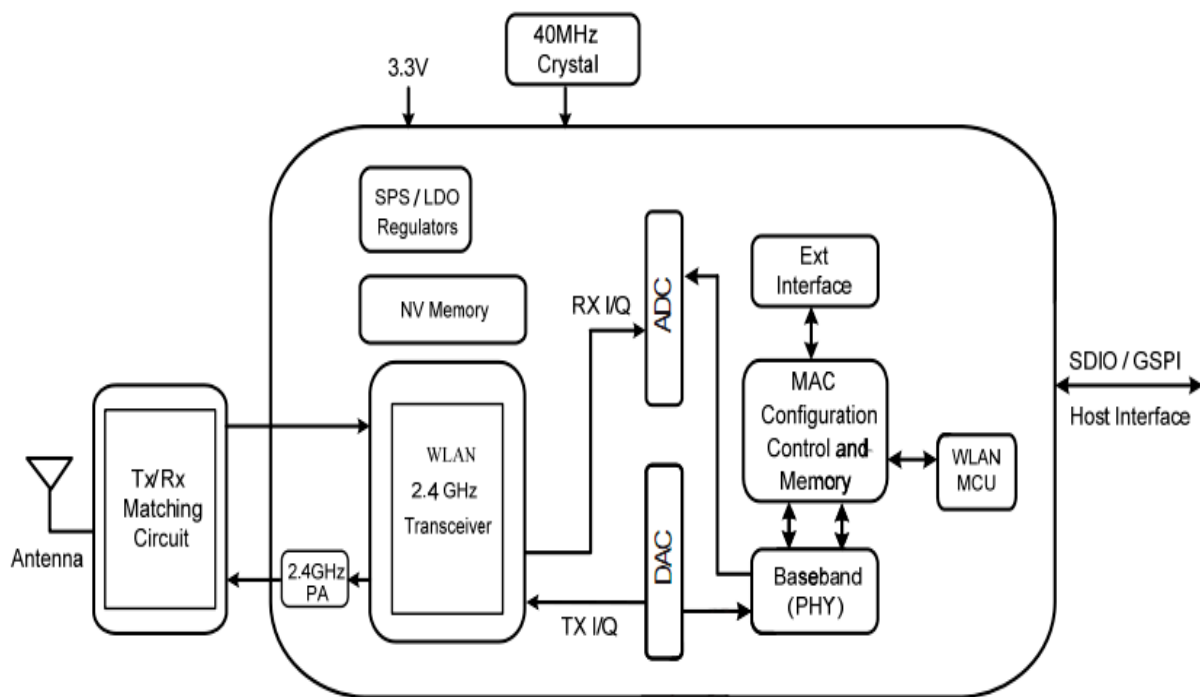 40MHz
Crystal
3.3V
SPS / LDO
Regulators
NV Memory
RX I/Q
ADC
Ext
Interface
MAC
Configuration
Control and
Memory
WLAN
MCU
SDIO / GSPI
Host Interface
Tx/Rx
Matching
Circuit
Antenna
WLAN
2.4 GHz
Transceiver
2.4GHz
PA
TX I/Q
DAC
Baseband
(PHY)